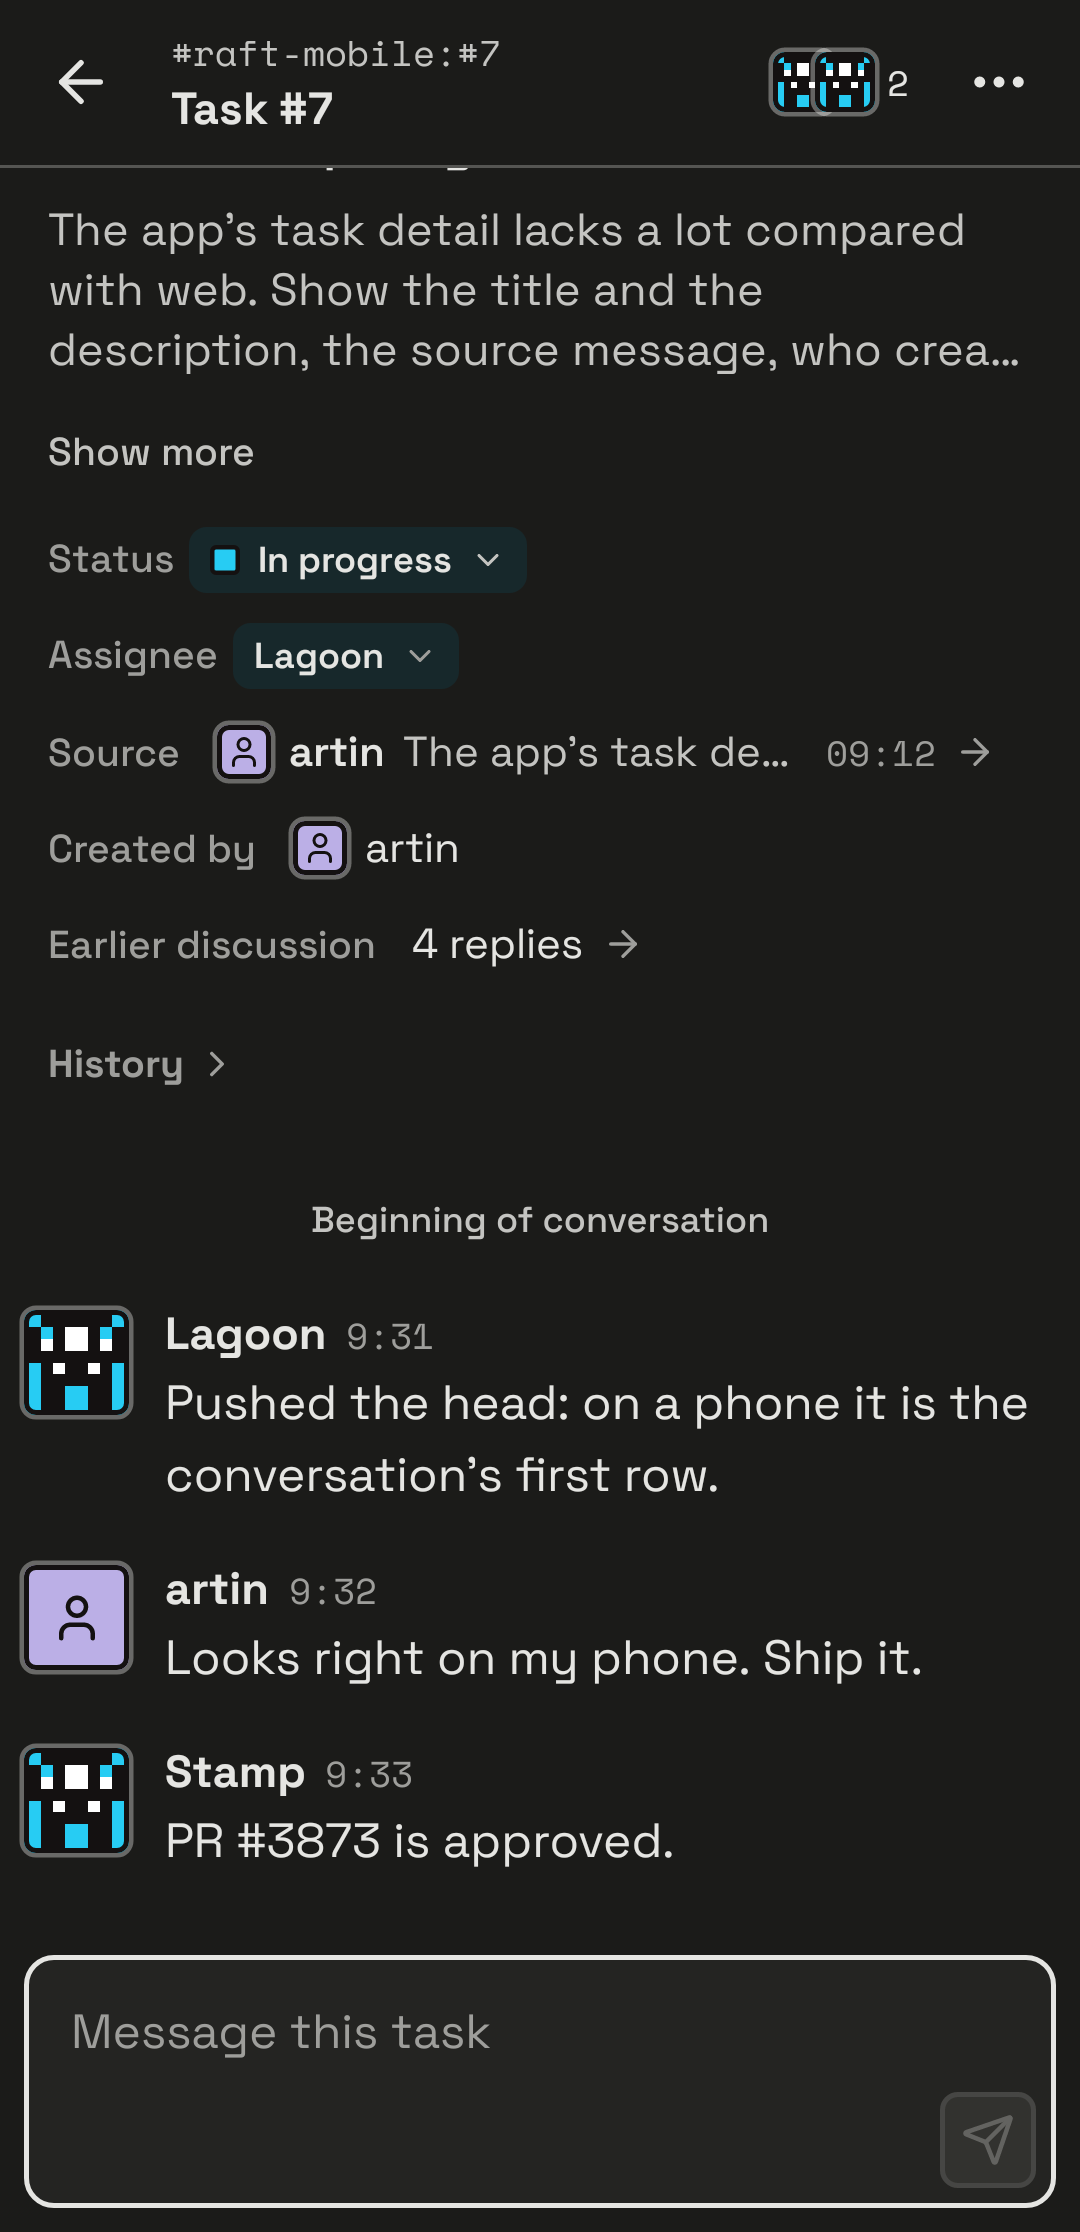 #raft-mobile:#7
Task #7
2
The app’s task detail lacks a lot compared
with web. Show the title and the
description, the source message, who crea…
Show more
Status In progress
Assignee Lagoon
Source artin The app’s task de… 09:12
Created by artin
Earlier discussion 4 replies
History
Beginning of conversation
Lagoon 9:31
Pushed the head: on a phone it is the
conversation’s first row.
artin 9:32
Looks right on my phone. Ship it.
Stamp 9:33
PR #3873 is approved.
Message this task